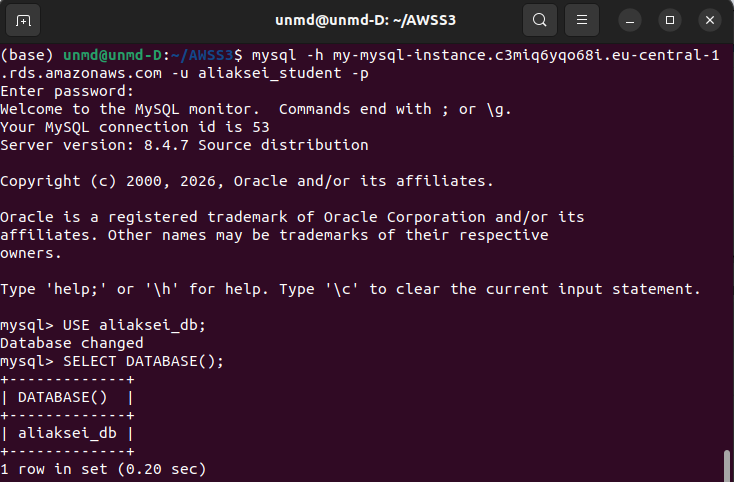 unmd@unmd-D: ~/AWSS3
(base) unmd@unmd-D:~/AWSS3$ mysql -h my-mysql-instance.c3miq6yqo68i.eu-central-1
.rds.amazonaws.com -u aliaksei_student -p
Enter password:
Welcome to the MySQL monitor.  Commands end with ; or \g.
Your MySQL connection id is 53
Server version: 8.4.7 Source distribution

Copyright (c) 2000, 2026, Oracle and/or its affiliates.

Oracle is a registered trademark of Oracle Corporation and/or its
affiliates. Other names may be trademarks of their respective
owners.

Type 'help;' or '\h' for help. Type '\c' to clear the current input statement.

mysql> USE aliaksei_db;
Database changed
mysql> SELECT DATABASE();
+-------------+
| DATABASE()  |
+-------------+
| aliaksei_db |
+-------------+
1 row in set (0.20 sec)